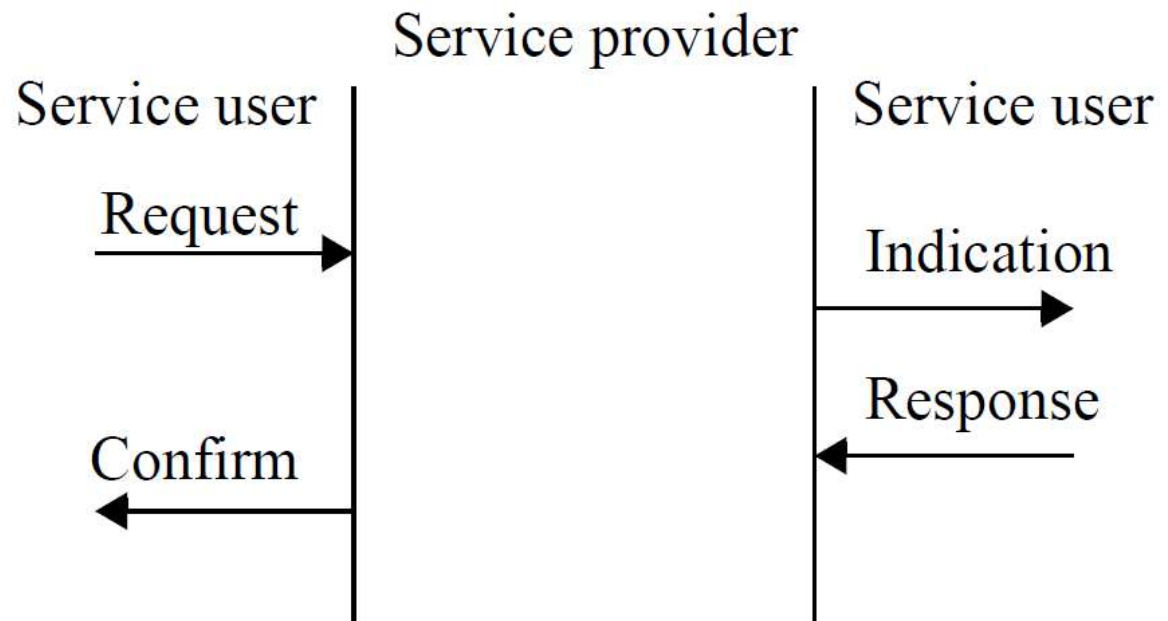 Service provider
Service user
Service user
Request
Indication
Response
Confirm